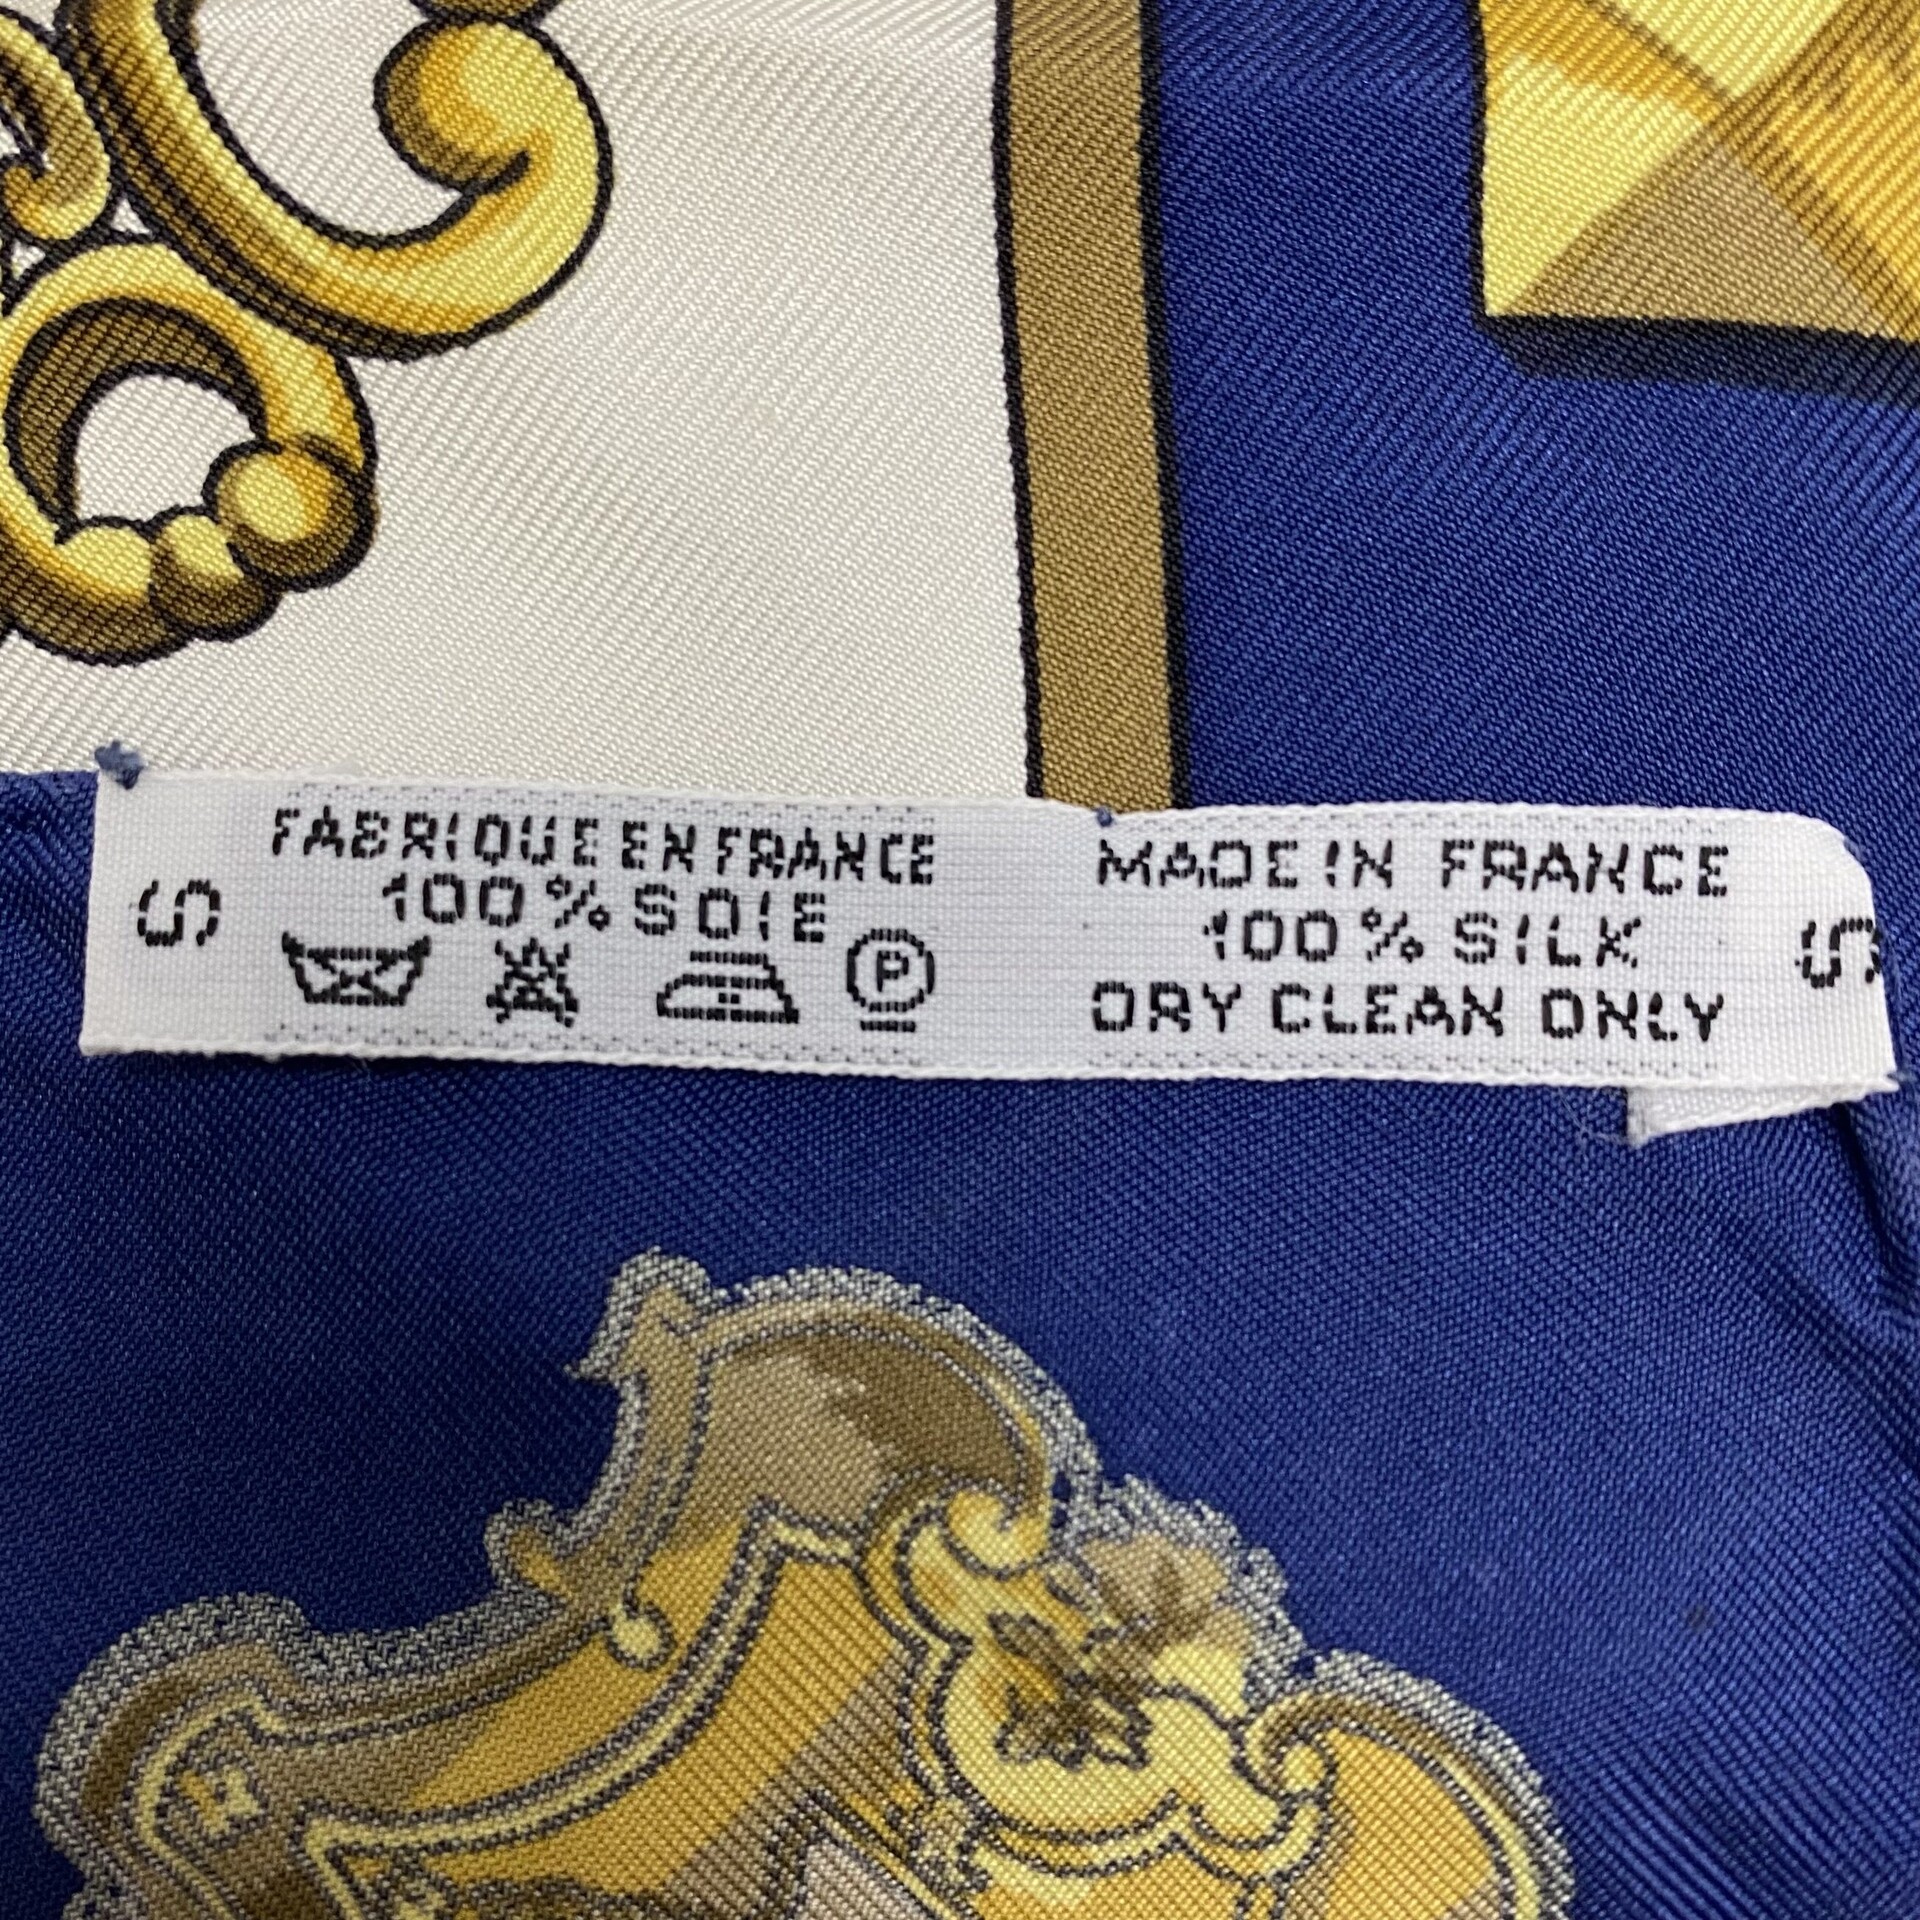 S
FABRIQUE EN FRANCE
100% SOIE
P
MADE IN FRANCE
100% SILK
DRY CLEAN ONLY
S